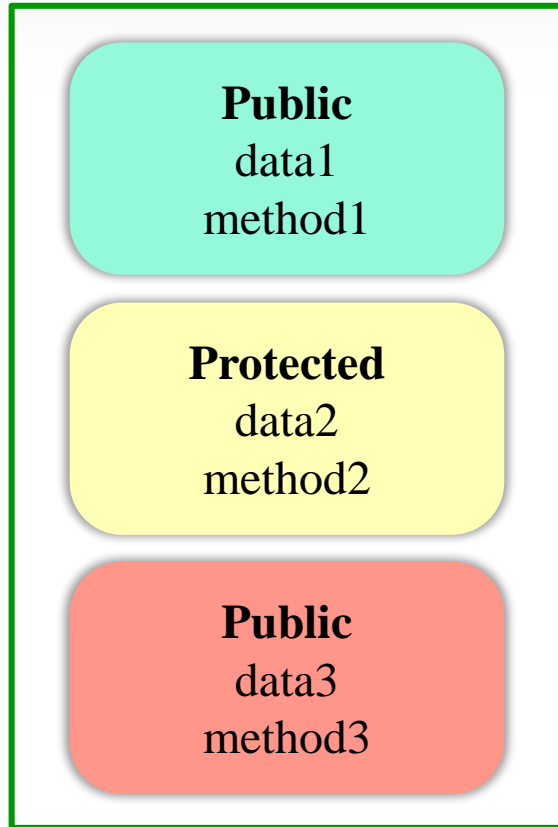 Public
data1
method1
Protected
data2
method2
Public
data3
method3